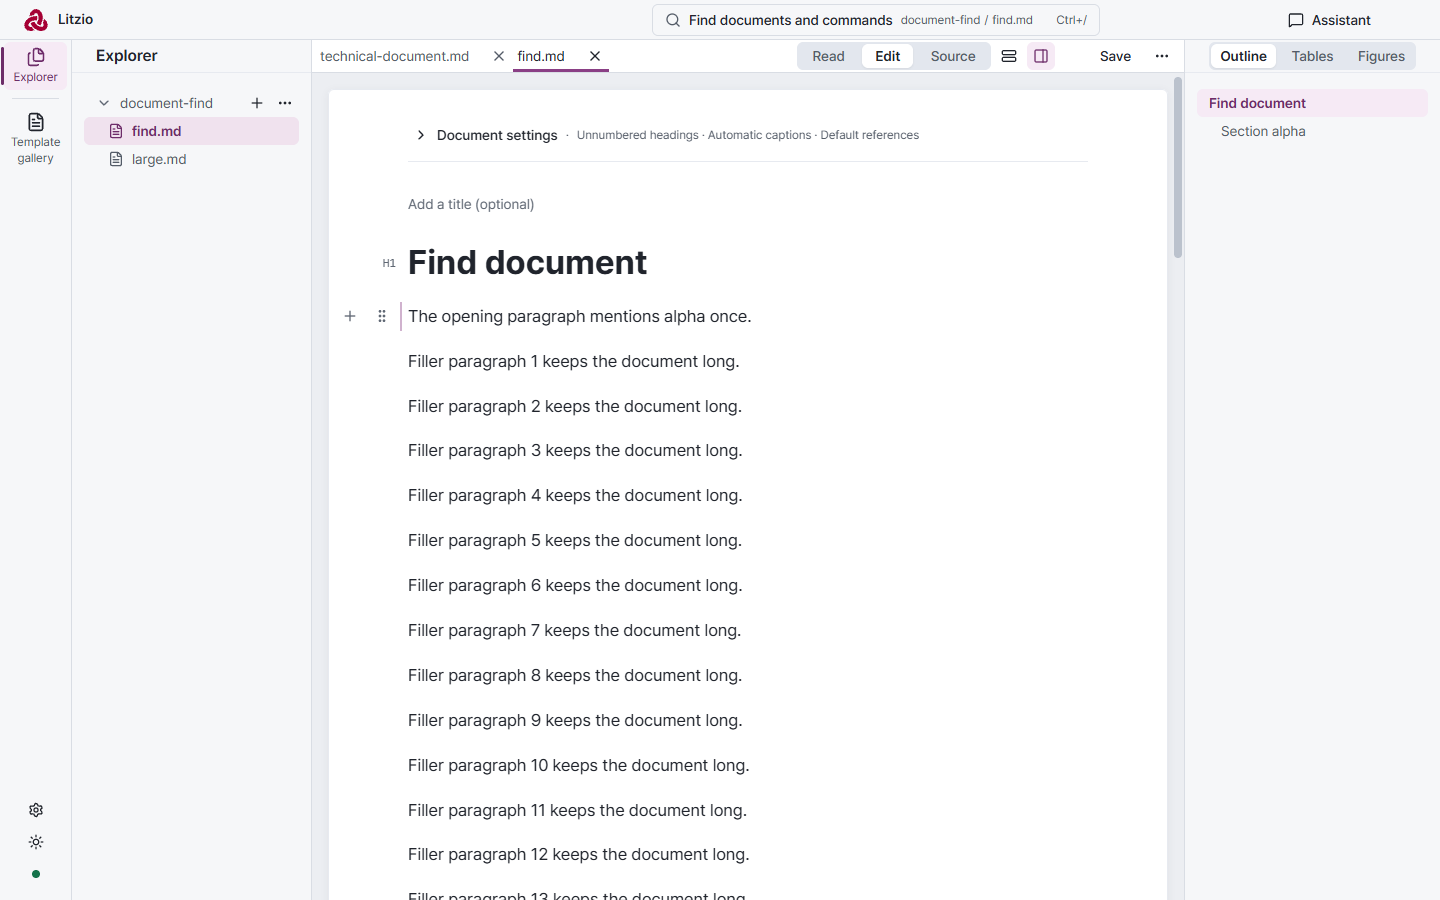 Litzio
Find documents and commands document-find / find.md Ctrl+/
Assistant
Explorer
Template
gallery
Explorer
document-find
find.md
large.md
technical-document.md
find.md
Read Edit Source
Save
Document settings · Unnumbered headings · Automatic captions · Default references
Add a title (optional)
H1 Find document
The opening paragraph mentions alpha once.
Filler paragraph 1 keeps the document long.
Filler paragraph 2 keeps the document long.
Filler paragraph 3 keeps the document long.
Filler paragraph 4 keeps the document long.
Filler paragraph 5 keeps the document long.
Filler paragraph 6 keeps the document long.
Filler paragraph 7 keeps the document long.
Filler paragraph 8 keeps the document long.
Filler paragraph 9 keeps the document long.
Filler paragraph 10 keeps the document long.
Filler paragraph 11 keeps the document long.
Filler paragraph 12 keeps the document long.
Filler paragraph 13 keeps the document long.
Outline Tables Figures
Find document
Section alpha